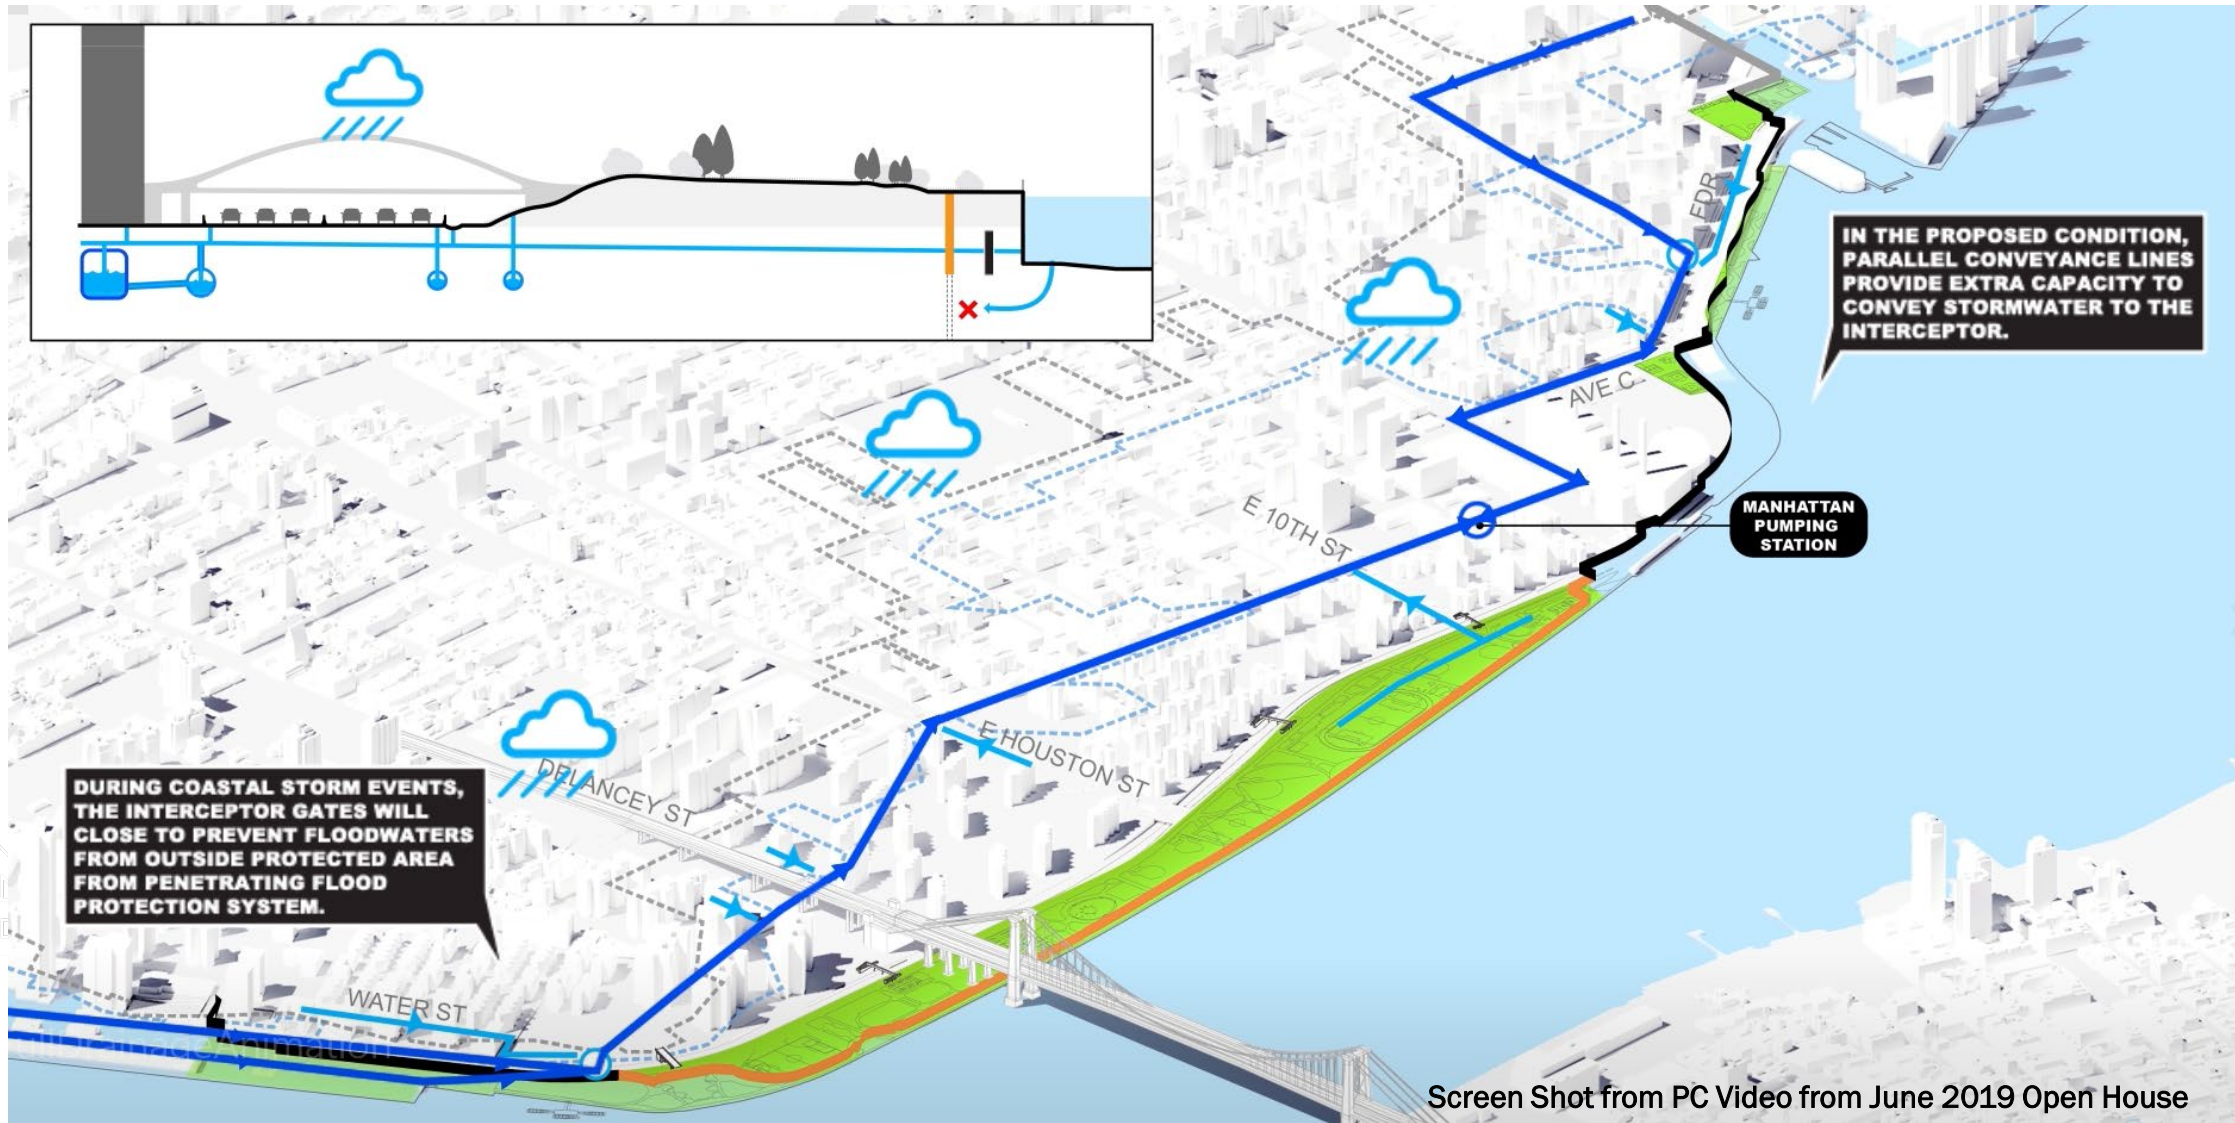 FDR
IN THE PROPOSED CONDITION,
PARALLEL CONVEYANCE LINES
PROVIDE EXTRA CAPACITY TO
CONVEY STORMWATER TO THE
INTERCEPTOR.
AVE C
MANHATTAN
PUMPING
STATION
E 10TH ST
E HOUSTON ST
DELANCEY ST
DURING COASTAL STORM EVENTS,
THE INTERCEPTOR GATES WILL
CLOSE TO PREVENT FLOODWATERS
FROM OUTSIDE PROTECTED AREA
FROM PENETRATING FLOOD
PROTECTION SYSTEM.
WATER ST
Screen Shot from PC Video from June 2019 Open House